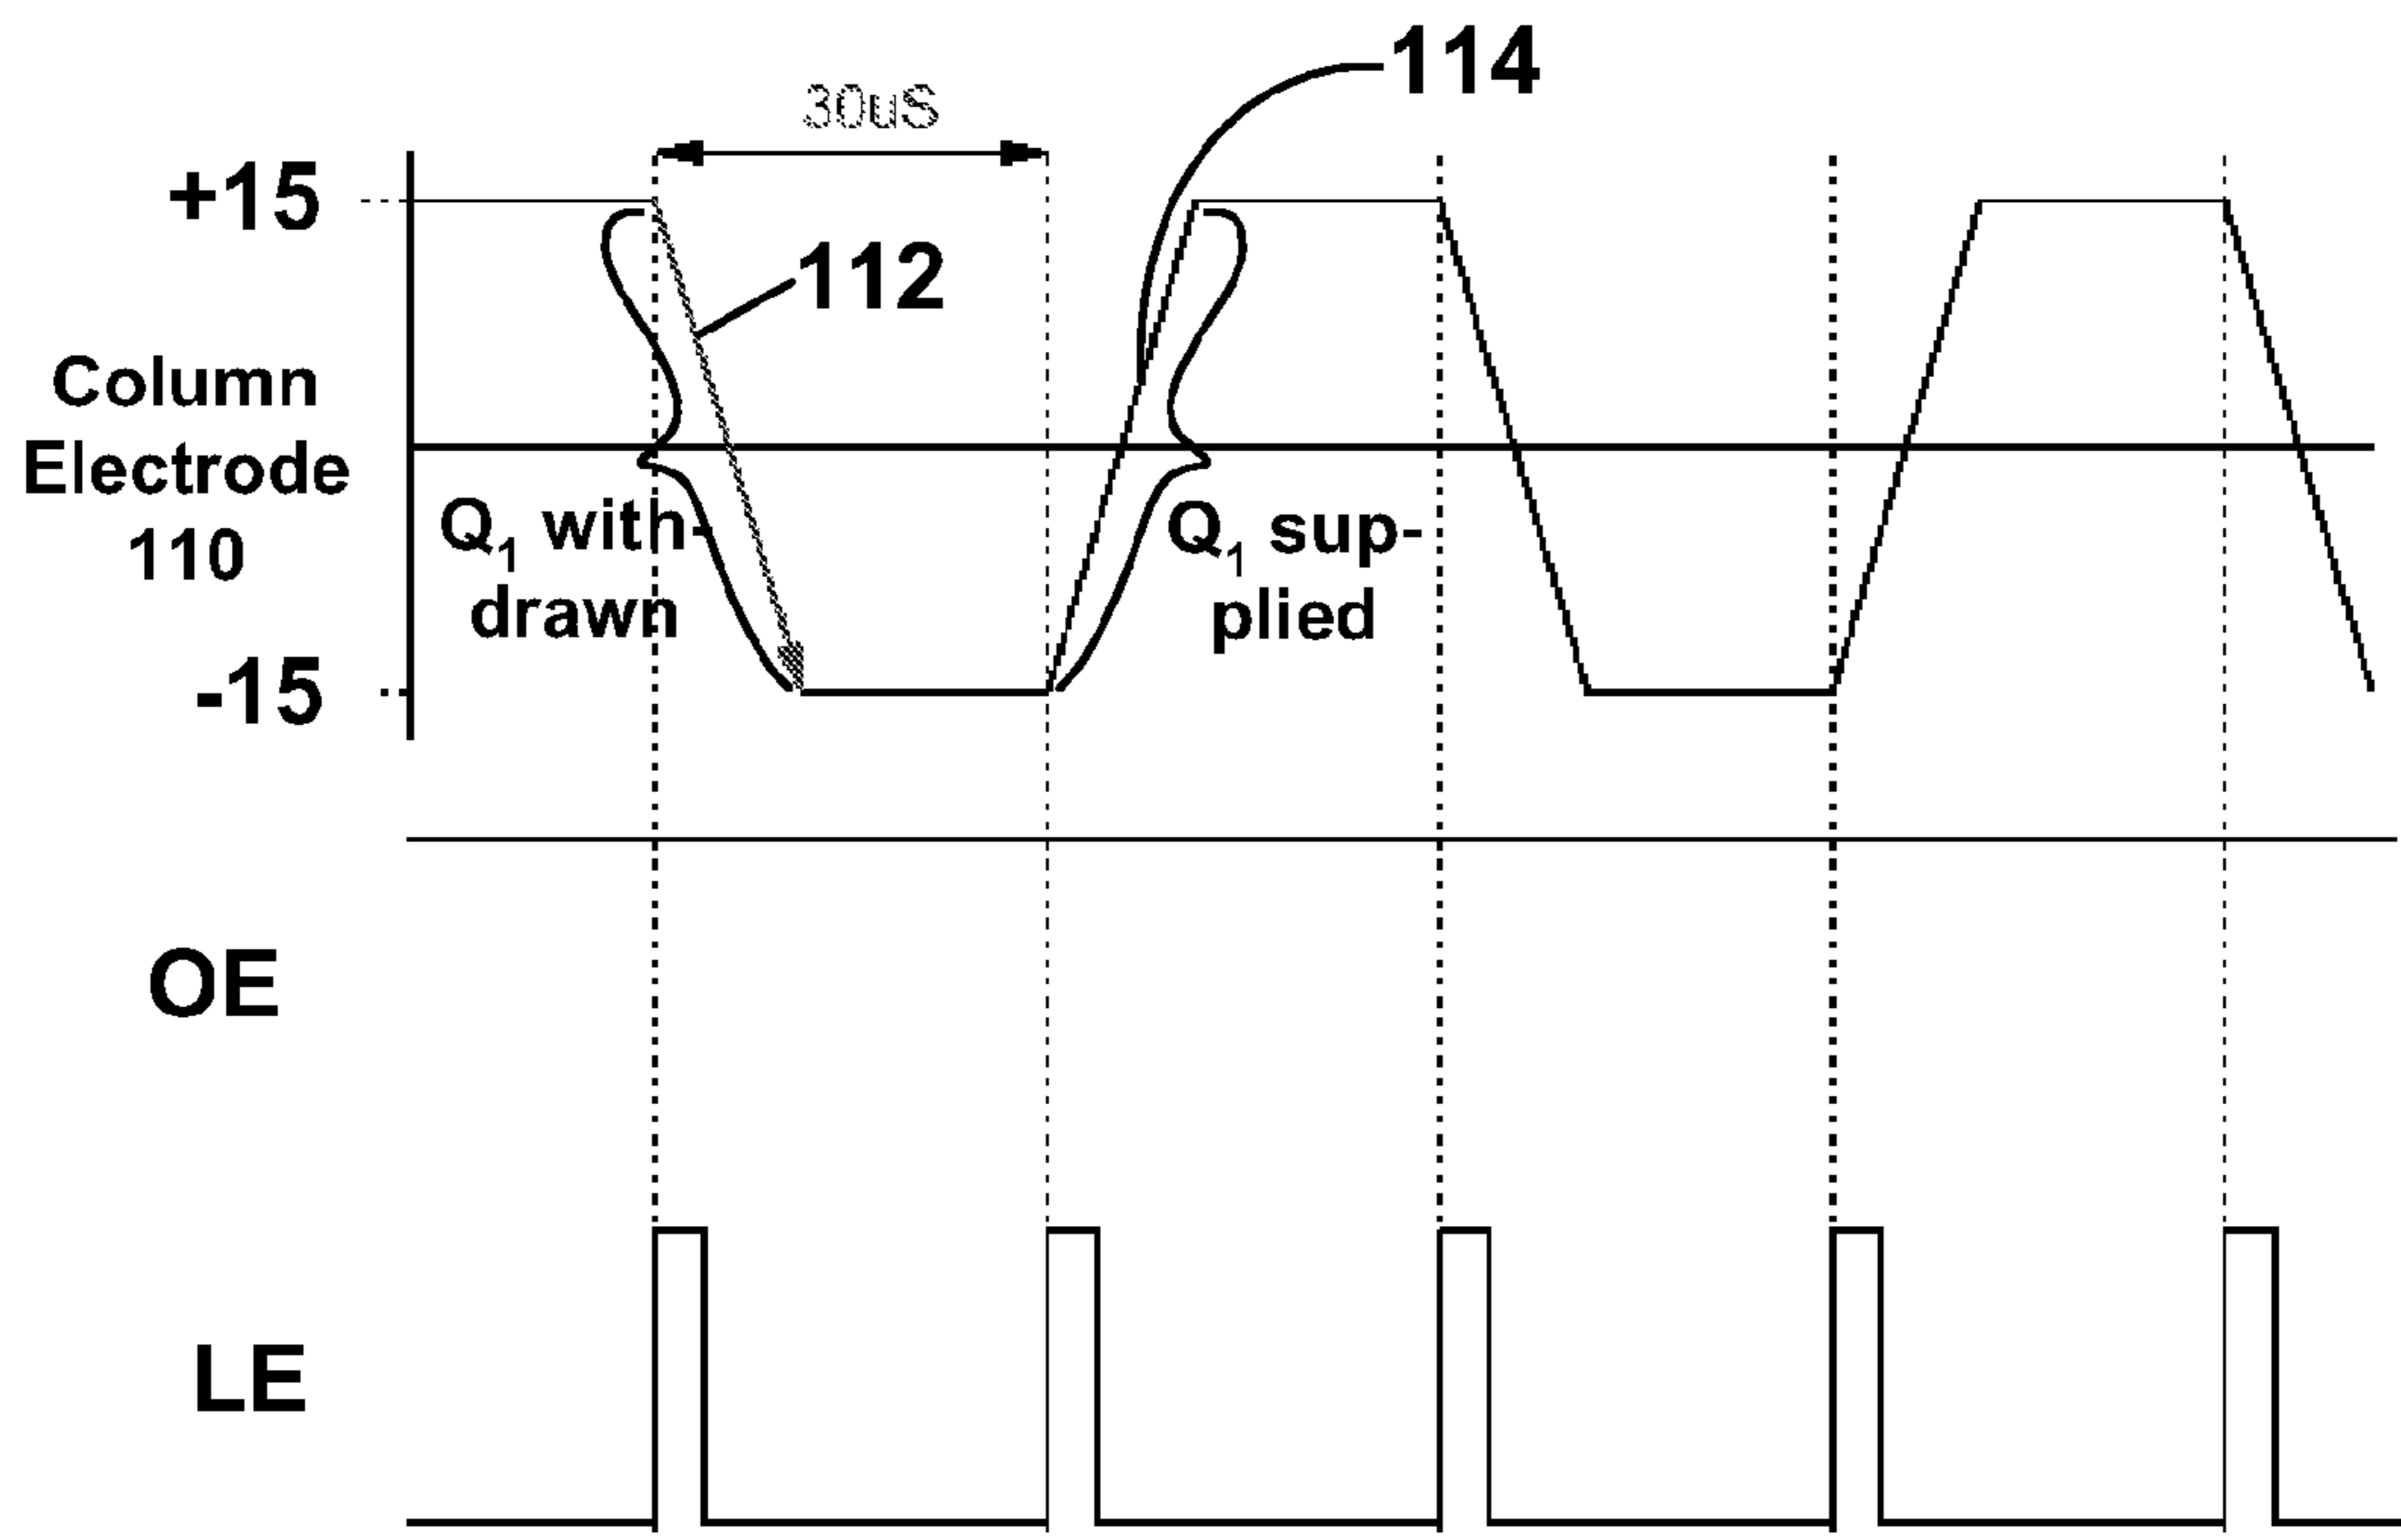 114
30uS
+15
112
Column
Electrode
110
Q1 with-
drawn
Q1 sup-
plied
-15
OE
LE